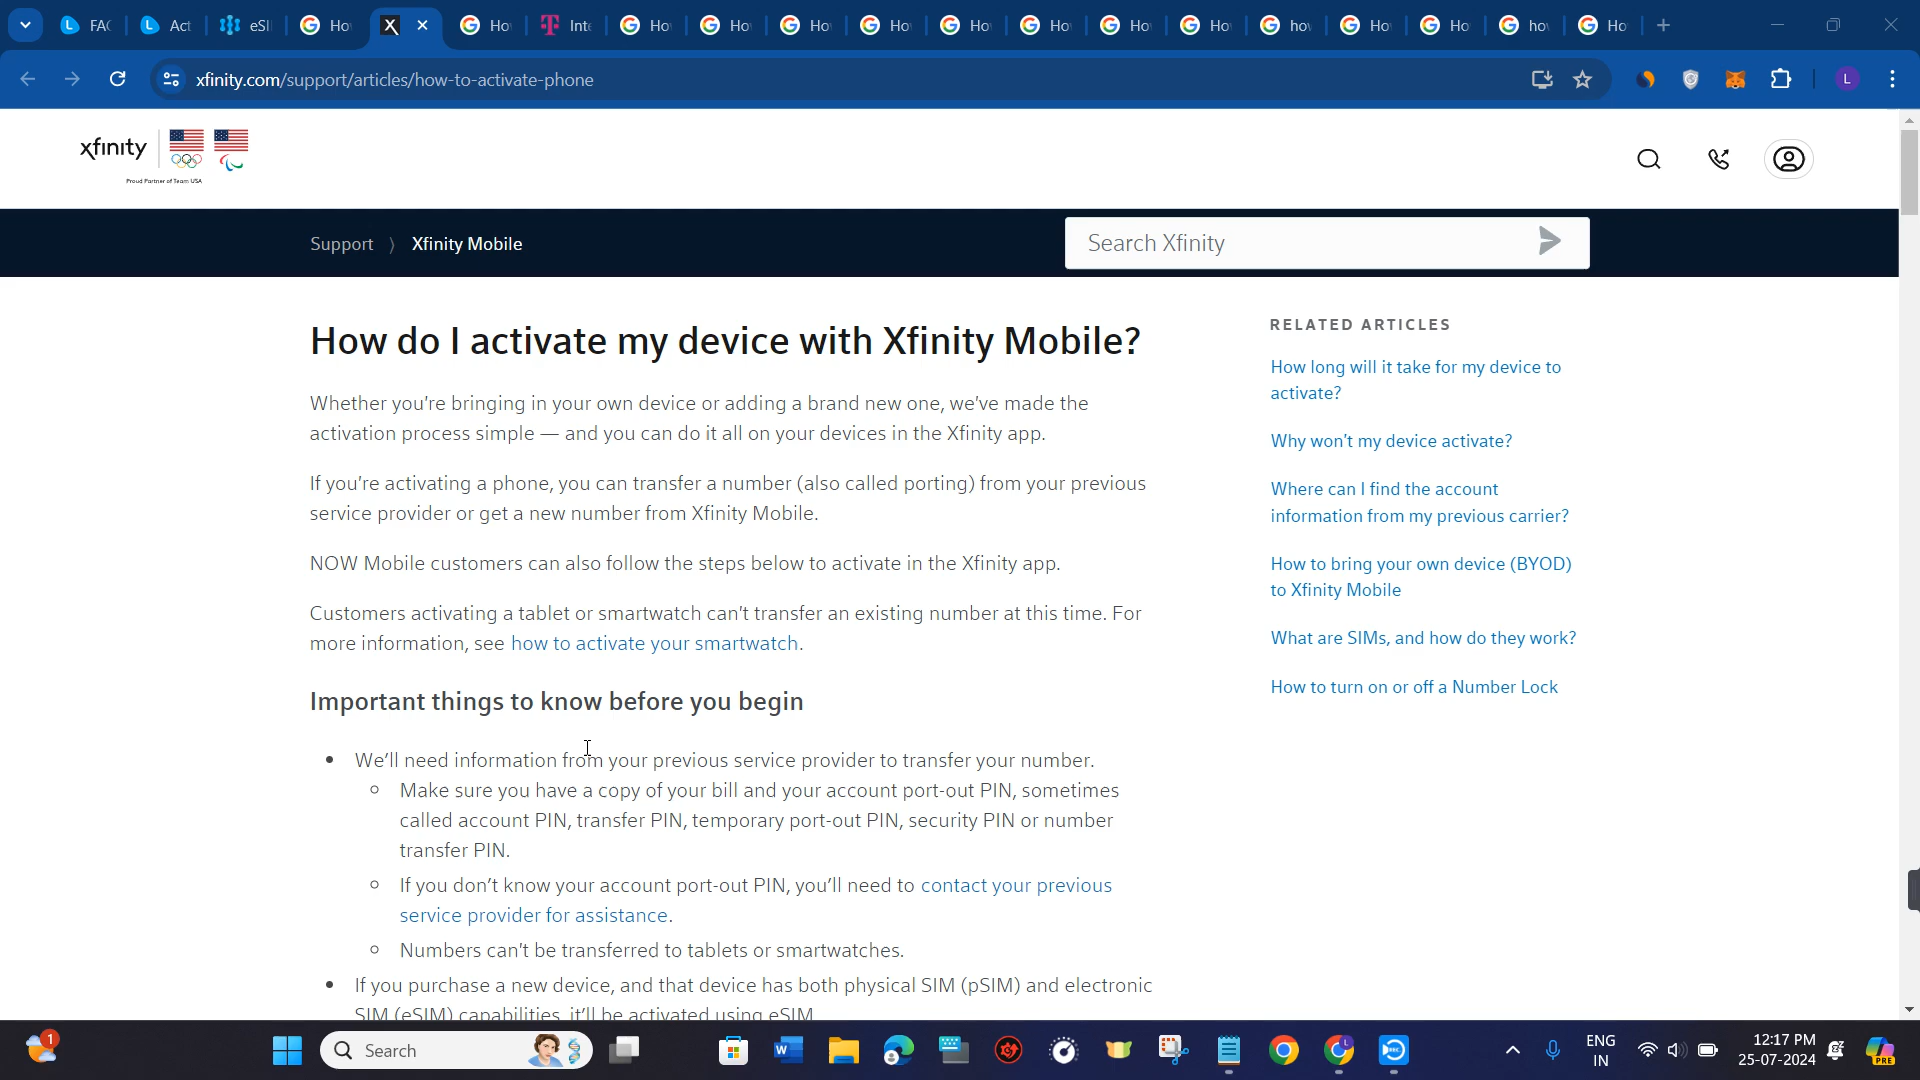 FAQ
Act
eSI
Ho
X
Ho
Inte
Ho
Ho
Ho
Ho
Ho
Ho
Ho
Ho
hov
Ho
Ho
hov
Ho
xfinity.com/support/articles/how-to-activate-phone
L
xfinity
Proud Partner of Team USA
Support
Xfinity Mobile
Search Xfinity
How do I activate my device with Xfinity Mobile?
Whether you're bringing in your own device or adding a brand new one, we've made the
activation process simple — and you can do it all on your devices in the Xfinity app.
If you're activating a phone, you can transfer a number (also called porting) from your previous
service provider or get a new number from Xfinity Mobile.
NOW Mobile customers can also follow the steps below to activate in the Xfinity app.
Customers activating a tablet or smartwatch can't transfer an existing number at this time. For
more information, see how to activate your smartwatch.
Important things to know before you begin
• We'll need information from your previous service provider to transfer your number.
Make sure you have a copy of your bill and your account port-out PIN, sometimes
called account PIN, transfer PIN, temporary port-out PIN, security PIN or number
transfer PIN.
If you don't know your account port-out PIN, you'll need to contact your previous
service provider for assistance.
Numbers can't be transferred to tablets or smartwatches.
• If you purchase a new device, and that device has both physical SIM (pSIM) and electronic
SIM (eSIM) capabilities, it'll be activated using eSIM
RELATED ARTICLES
How long will it take for my device to
activate?
Why won't my device activate?
Where can I find the account
information from my previous carrier?
How to bring your own device (BYOD)
to Xfinity Mobile
What are SIMs, and how do they work?
How to turn on or off a Number Lock
1
Search
W
L
REC
ENG
IN
12:17 PM
25-07-2024
PRE